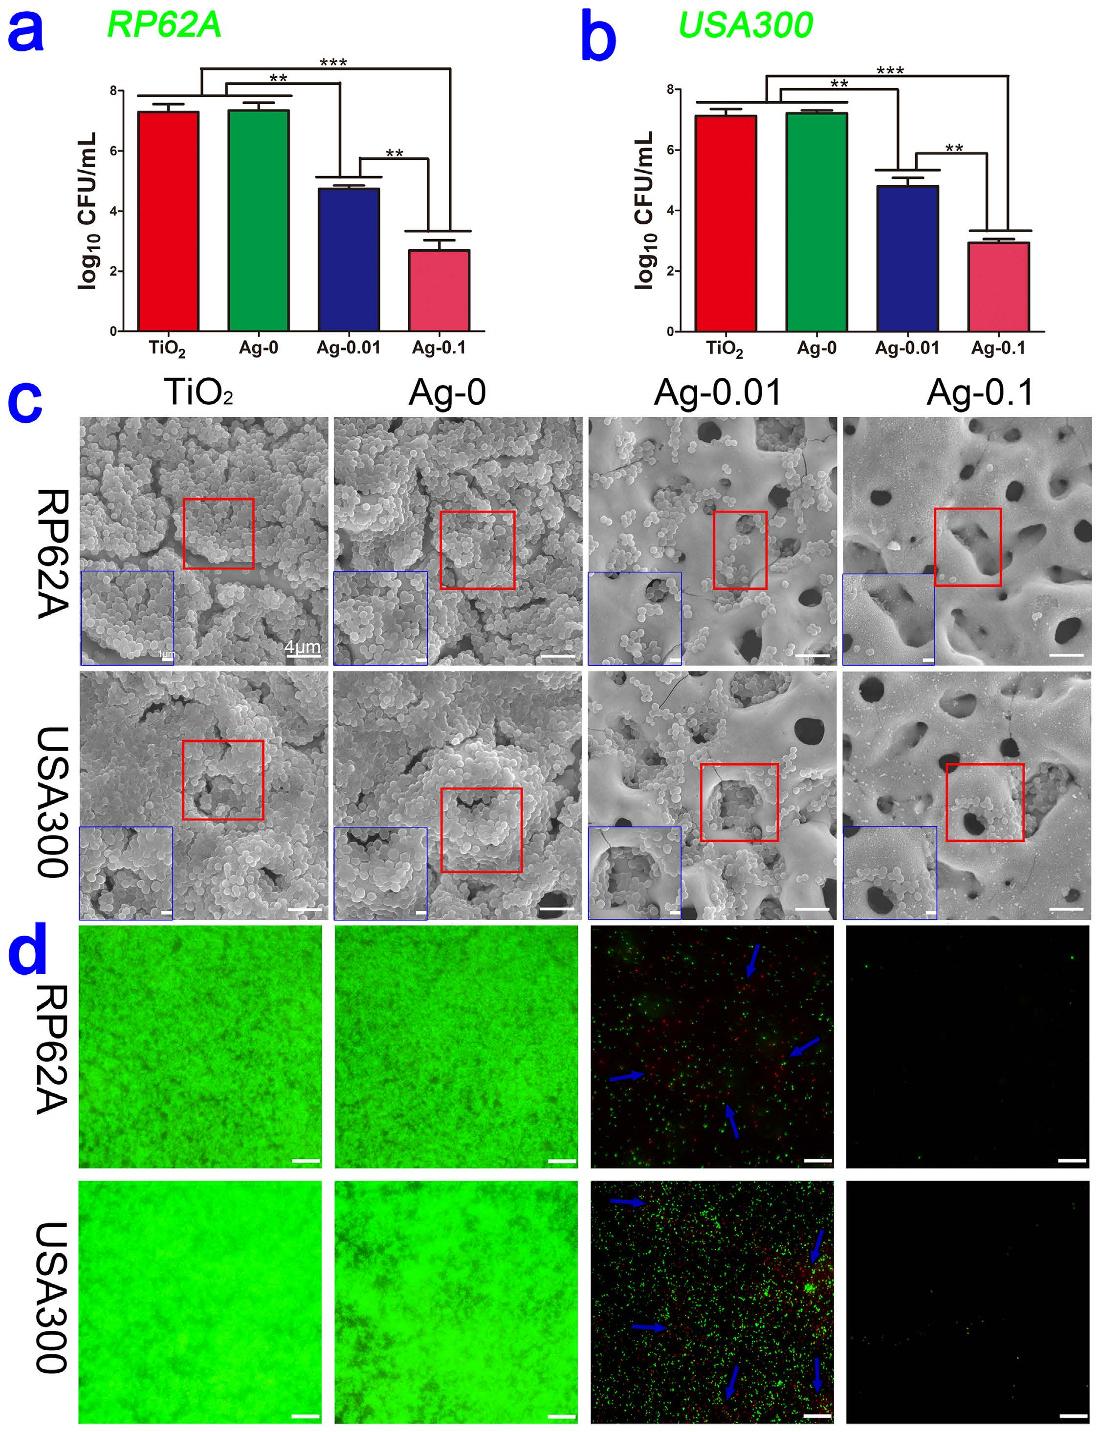 a
RP62A
***
**
**
8
6
4
2
0
log10 CFU/mL
TiO2
Ag-0
Ag-0.01
Ag-0.1
b
USA300
***
**
**
8
6
4
2
0
log10 CFU/mL
TiO2
Ag-0
Ag-0.01
Ag-0.1
c
TiO2
Ag-0
Ag-0.01
Ag-0.1
RP62A
1μm
4μm
USA300
d
RP62A
USA300